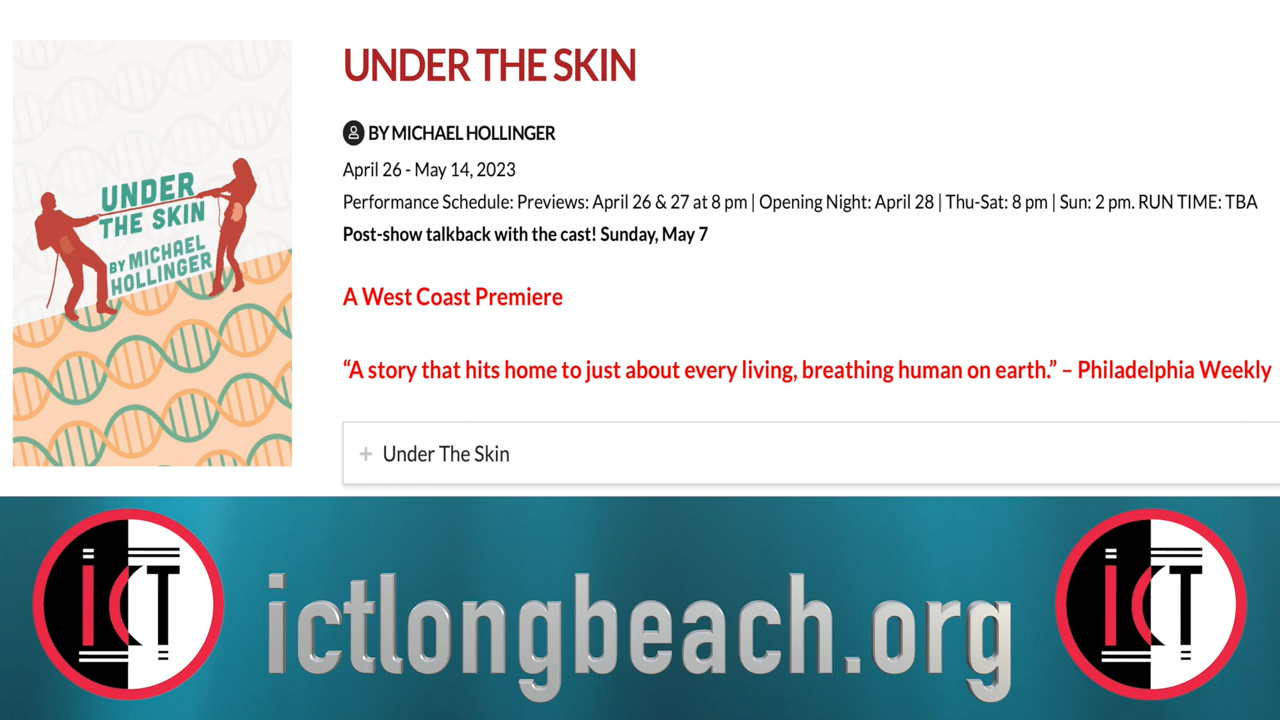 UNDER THE SKIN
BY MICHAEL HOLLINGER
April 26 - May 14, 2023
Performance Schedule: Previews: April 26 & 27 at 8 pm | Opening Night: April 28 | Thu-Sat: 8 pm | Sun: 2 pm. RUN TIME: TBA
Post-show talkback with the cast! Sunday, May 7
A West Coast Premiere
“A story that hits home to just about every living, breathing human on earth.” – Philadelphia Weekly
+ Under The Skin
UNDER
THE SKIN
BY MICHAEL
HOLLINGER
ICT
ictlongbeach.org
ICT